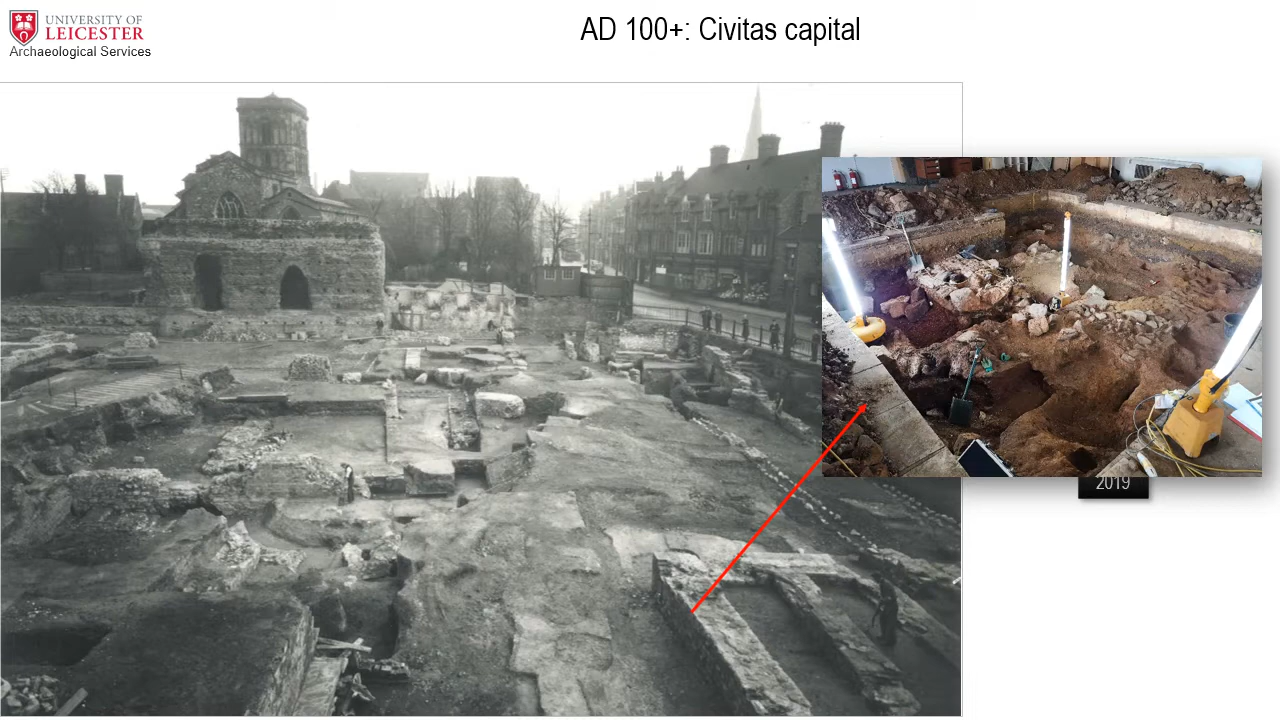 UNIVERSITY OF
LEICESTER
Archaeological Services
AD 100+: Civitas capital
2019